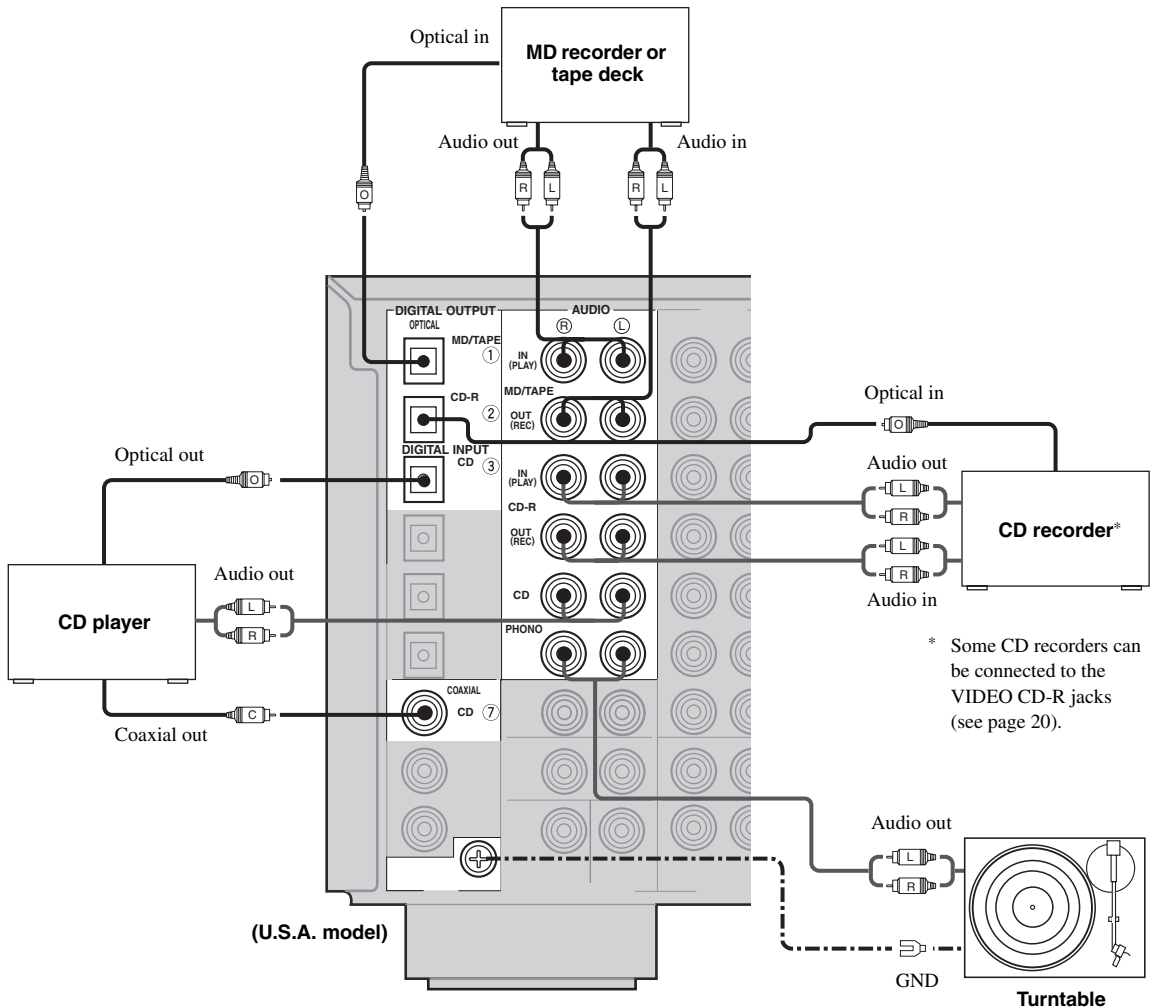 Optical in
MD recorder or
tape deck
Audio out
Audio in
R
L
R
L
O
DIGITAL OUTPUT
OPTICAL
MD/TAPE
①
AUDIO
Ⓡ
Ⓛ
IN
(PLAY)
MD/TAPE
OUT
(REC)
CD-R
②
DIGITAL INPUT
CD
③
IN
(PLAY)
CD-R
OUT
(REC)
CD
PHONO
COAXIAL
CD
⑦
Optical out
O
CD player
Audio out
L
R
C
Coaxial out
Optical in
O
Audio out
L
R
L
R
Audio in
CD recorder*
* Some CD recorders can
be connected to the
VIDEO CD-R jacks
(see page 20).
Audio out
L
R
GND
Turntable
(U.S.A. model)